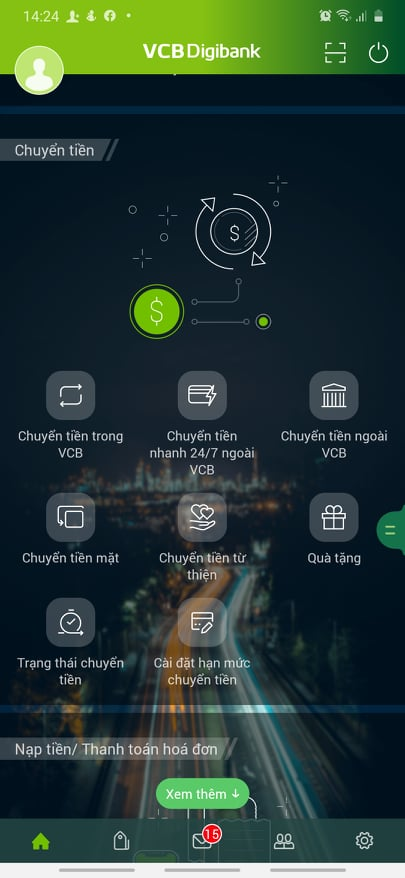 14:24
VCB Digibank
Chuyển tiền
$
$
Chuyển tiền trong
VCB
Chuyển tiền
nhanh 24/7 ngoài
VCB
Chuyển tiền ngoài
VCB
Chuyển tiền mặt
Chuyển tiền từ
thiện
Quà tặng
Trạng thái chuyển
tiền
Cài đặt hạn mức
chuyển tiền
Nạp tiền/ Thanh toán hoá đơn
Xem thêm ↓
15